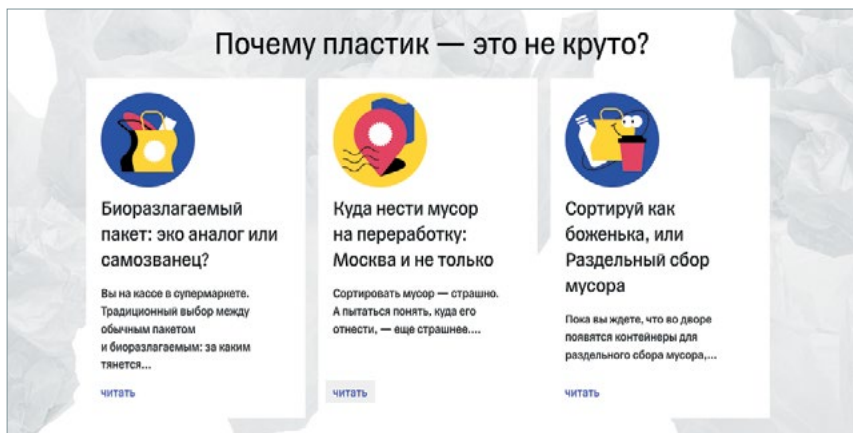 Почему пластик — это не круто?
Биоразлагаемый
пакет: эко аналог или
самозванец?
Вы на кассе в супермаркете.
Традиционный выбор между
обычным пакетом
и биоразлагаемым: за каким
тянется...
читать
Куда нести мусор
на переработку:
Москва и не только
Сортировать мусор — страшно.
А пытаться понять, куда его
отнести, — еще страшнее....
читать
Сортируй как
боженька, или
Раздельный сбор
мусора
Пока вы ждете, что во дворе
появятся контейнеры для
раздельного сбора мусора,...
читать